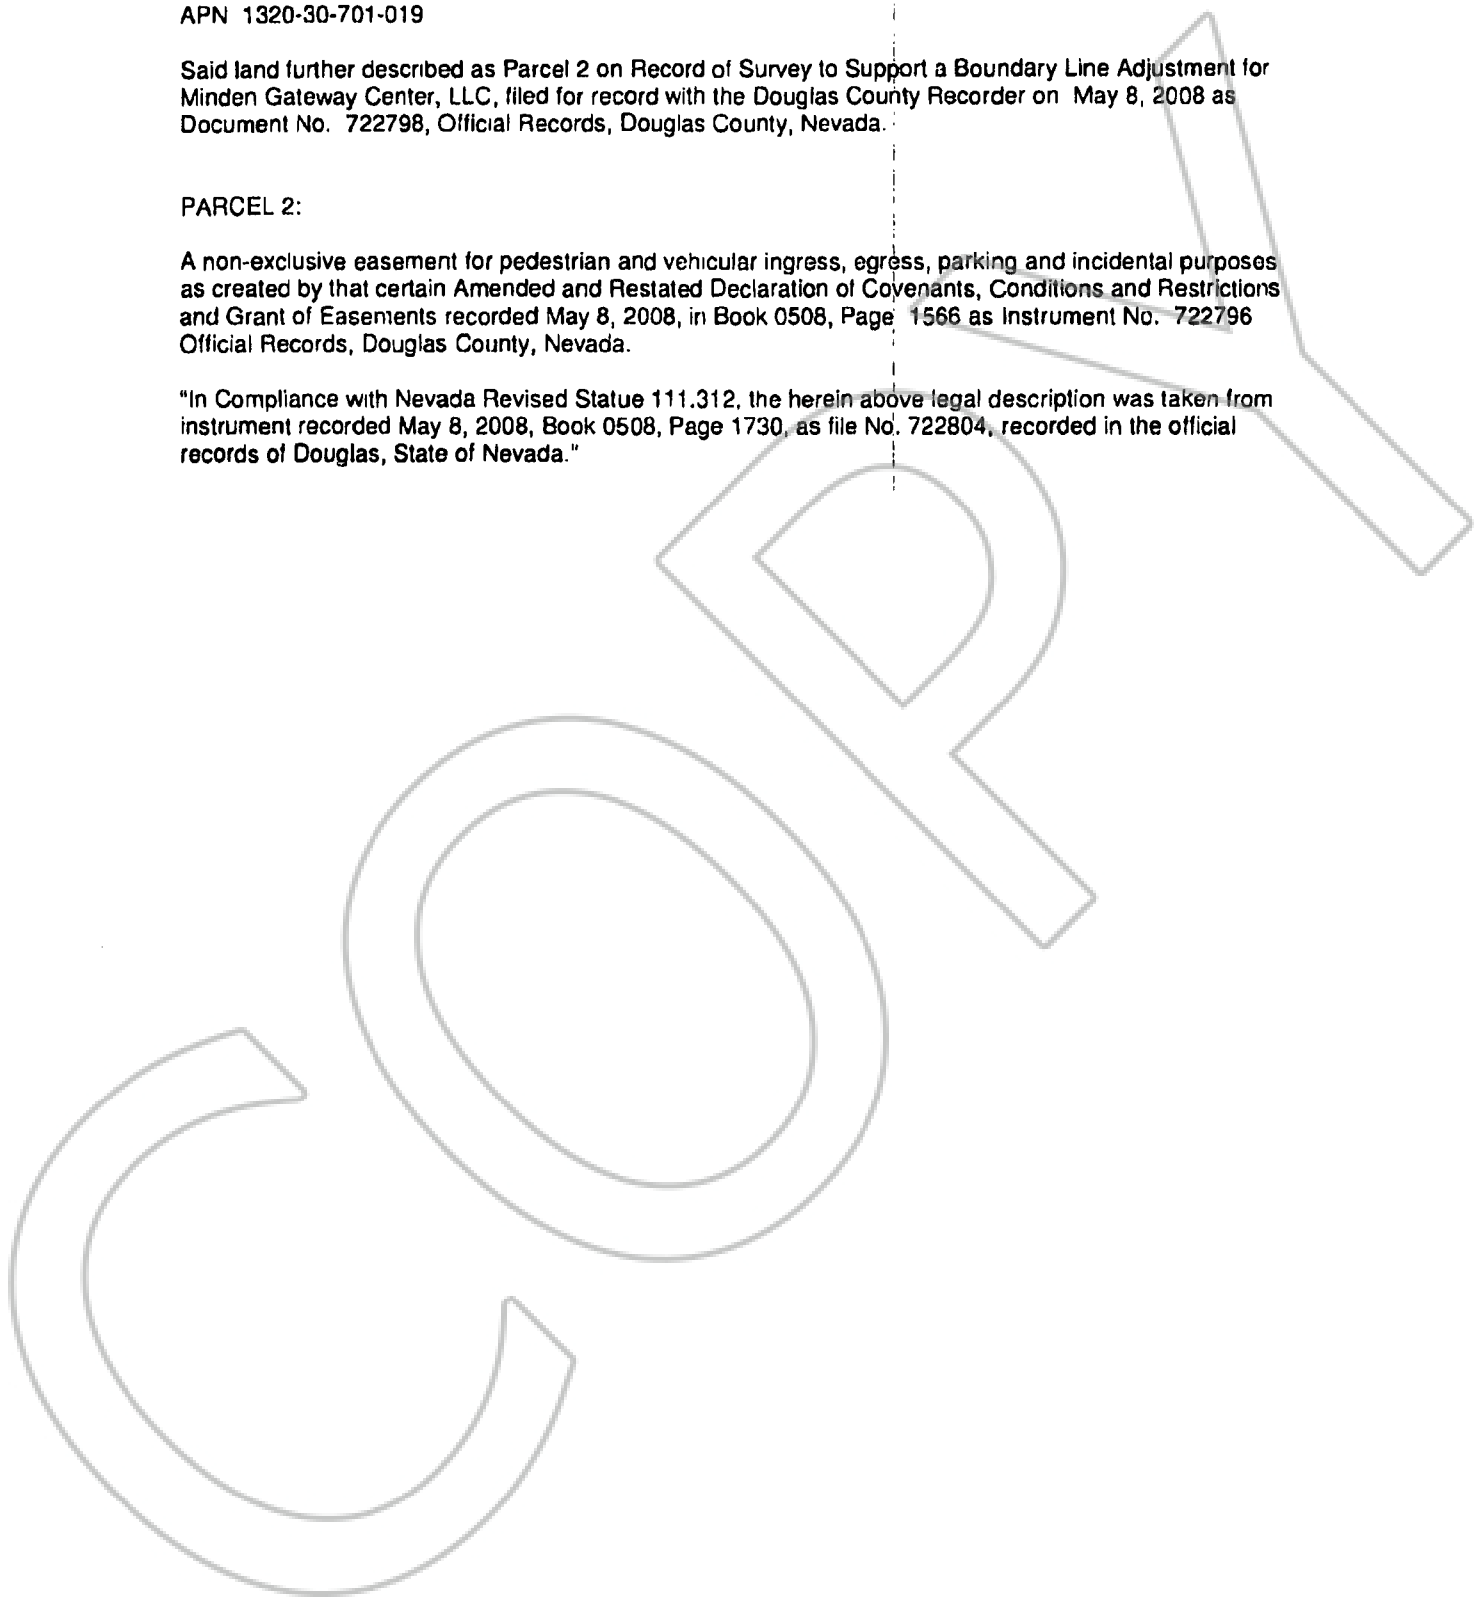 APN 1320-30-701-019
Said land further described as Parcel 2 on Record of Survey to Support a Boundary Line Adjustment for
Minden Gateway Center, LLC, filed for record with the Douglas County Recorder on May 8, 2008 as
Document No. 722798, Official Records, Douglas County, Nevada.
PARCEL 2:
A non-exclusive easement for pedestrian and vehicular ingress, egress, parking and incidental purposes
as created by that certain Amended and Restated Declaration of Covenants, Conditions and Restrictions
and Grant of Easements recorded May 8, 2008, in Book 0508, Page 1566 as Instrument No. 722796
Official Records, Douglas County, Nevada.
"In Compliance with Nevada Revised Statue 111.312, the herein above legal description was taken from
instrument recorded May 8, 2008, Book 0508, Page 1730, as file No. 722804, recorded in the official
records of Douglas, State of Nevada."
COPY